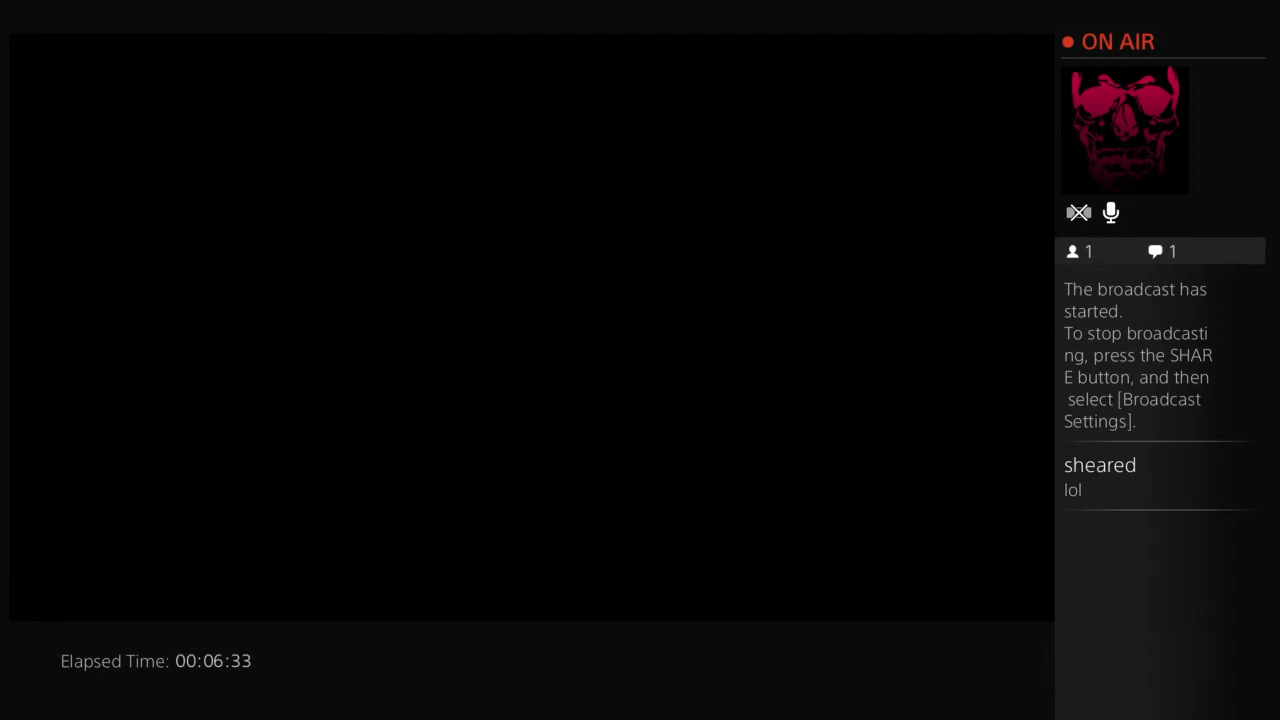 ON AIR
1 1
The broadcast has
started.
To stop broadcasti
ng, press the SHAR
E button, and then
select [Broadcast
Settings].
sheared
lol
Elapsed Time: 00:06:33